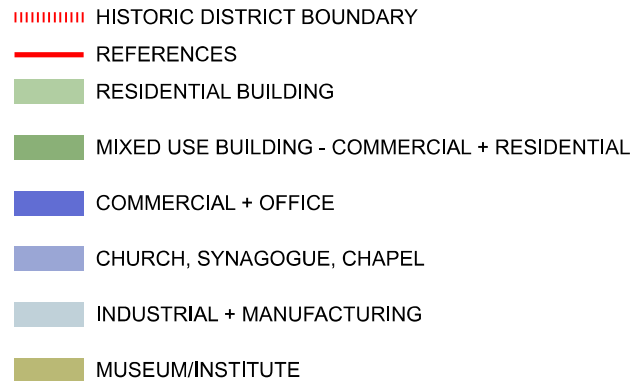 HISTORIC DISTRICT BOUNDARY
REFERENCES
RESIDENTIAL BUILDING
MIXED USE BUILDING - COMMERCIAL + RESIDENTIAL
COMMERCIAL + OFFICE
CHURCH, SYNAGOGUE, CHAPEL
INDUSTRIAL + MANUFACTURING
MUSEUM/INSTITUTE